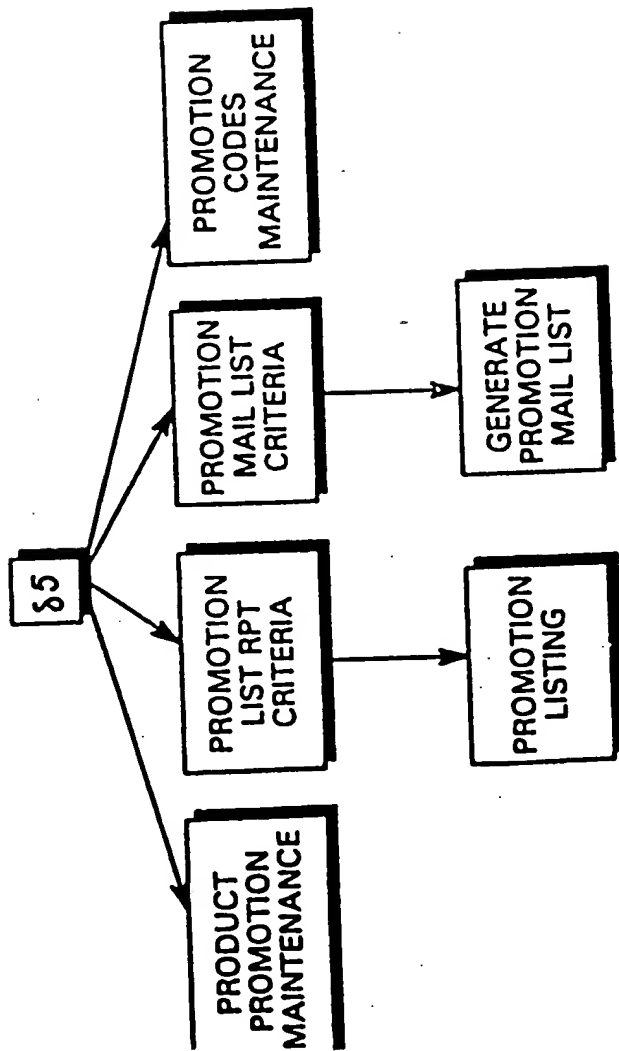 δ5
PRODUCT
PROMOTION
MAINTENANCE
PROMOTION
LIST RPT
CRITERIA
PROMOTION
MAIL LIST
CRITERIA
PROMOTION
CODES
MAINTENANCE
PROMOTION
LISTING
GENERATE
PROMOTION
MAIL LIST